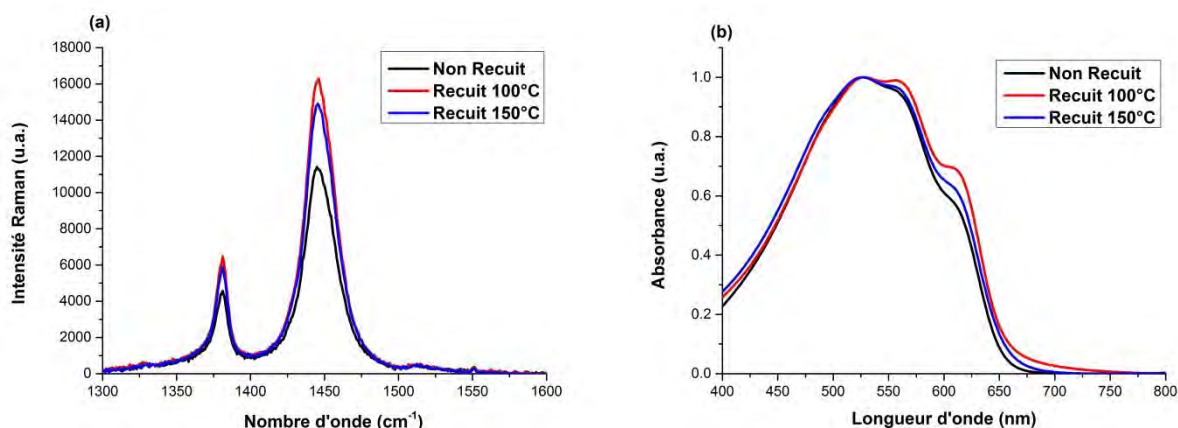 (a)
18000
16000
14000
12000
10000
8000
6000
4000
2000
0
1300
1350
1400
1450
1500
1550
1600
Intensité Raman (u.a.)
Nombre d'onde (cm⁻¹)
Non Recuit
Recuit 100°C
Recuit 150°C
(b)
1.0
0.8
0.6
0.4
0.2
0.0
400
450
500
550
600
650
700
750
800
Absorbance (u.a.)
Longueur d'onde (nm)
Non Recuit
Recuit 100°C
Recuit 150°C